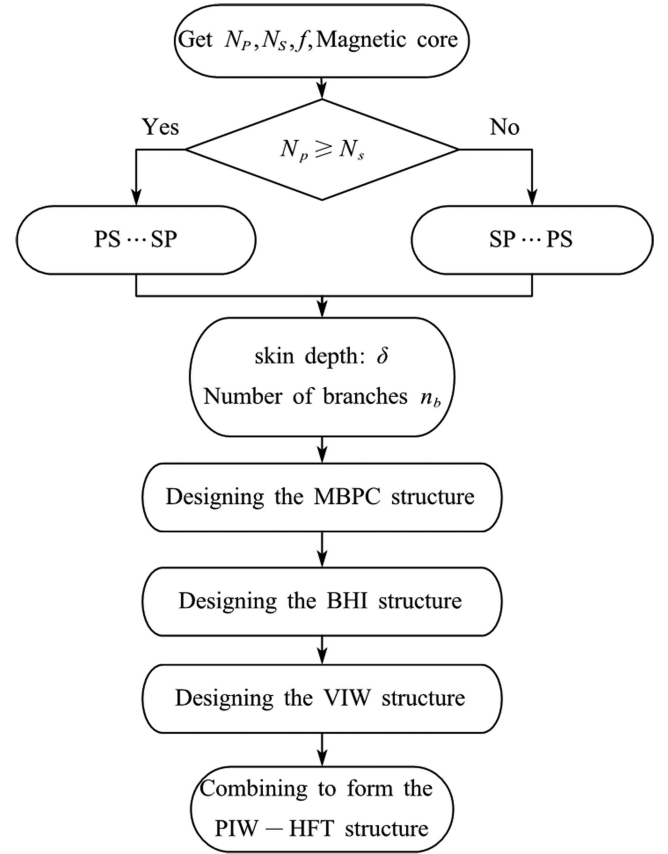 Get N_P, N_S, f, Magnetic core
Yes
No
N_p ⩾ N_s
PS ··· SP
SP ··· PS
skin depth: δ
Number of branches n_b
Designing the MBPC structure
Designing the BHI structure
Designing the VIW structure
Combining to form the
PIW − HFT structure